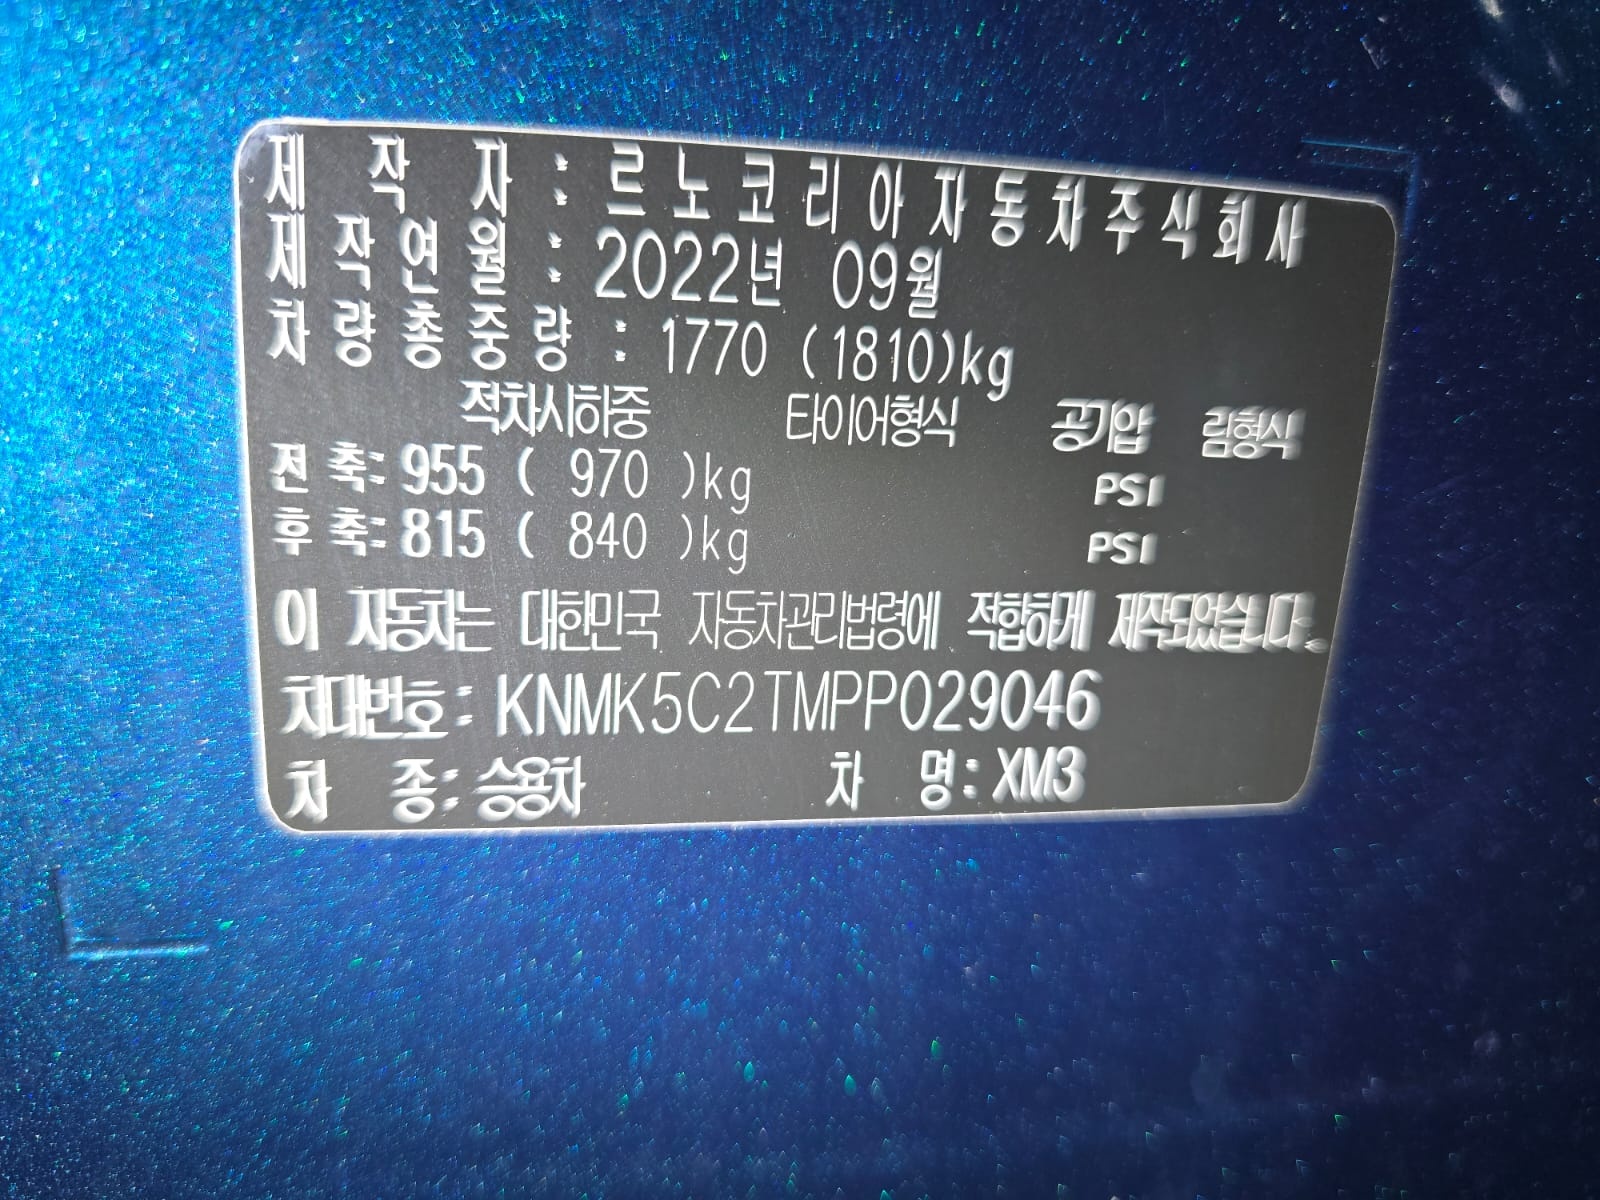 제 작 자 : 르노코리아자동차주식회사
제작연월 : 2022년 09월
차량총중량 : 1770 (1810)kg
적차시하중 타이어형식 공기압 림형식
전 축: 955 ( 970 )kg PSI
후 축: 815 ( 840 )kg PSI
이 자동차는 대한민국 자동차관리법령에 적합하게 제작되었습니다.
차대번호: KNMK5C2TMPP029046
차 종: 승용차 차 명: XM3